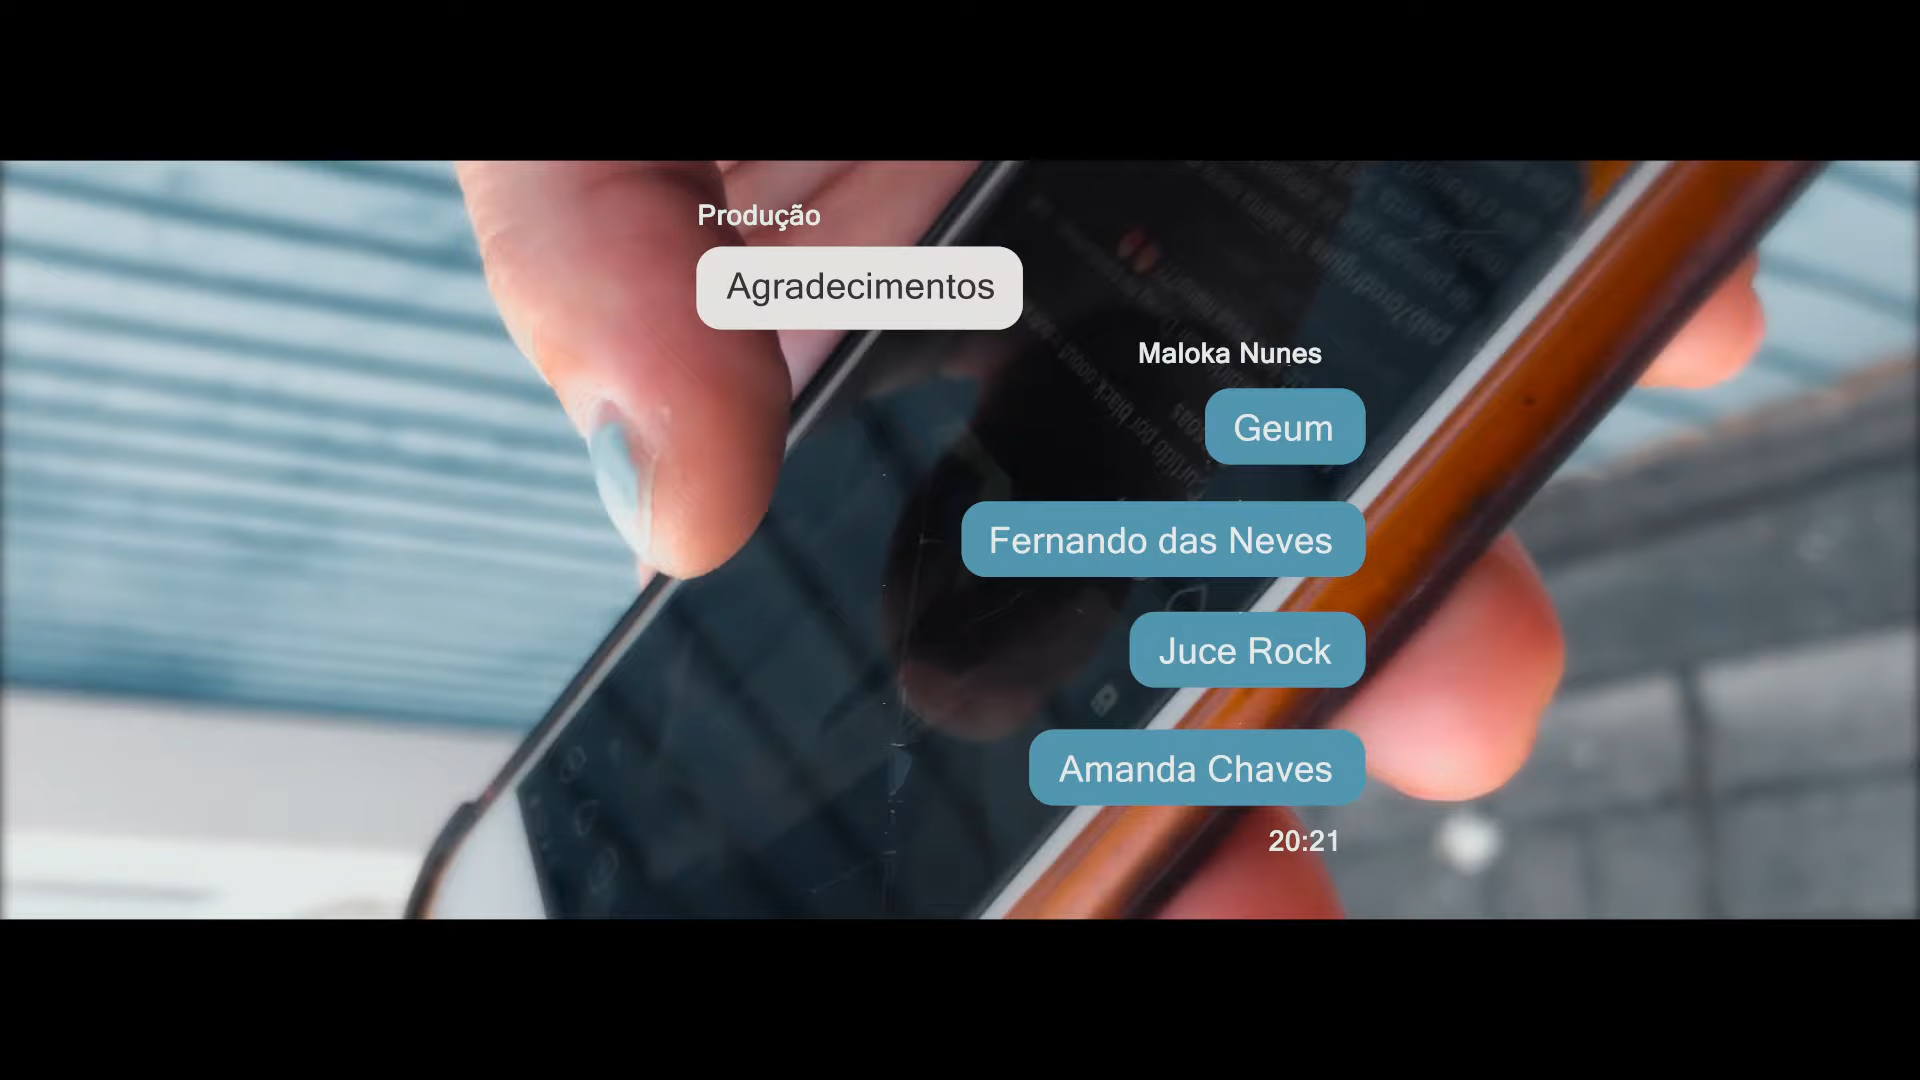 Produção
Agradecimentos
Maloka Nunes
Geum
Fernando das Neves
Juce Rock
Amanda Chaves
20:21